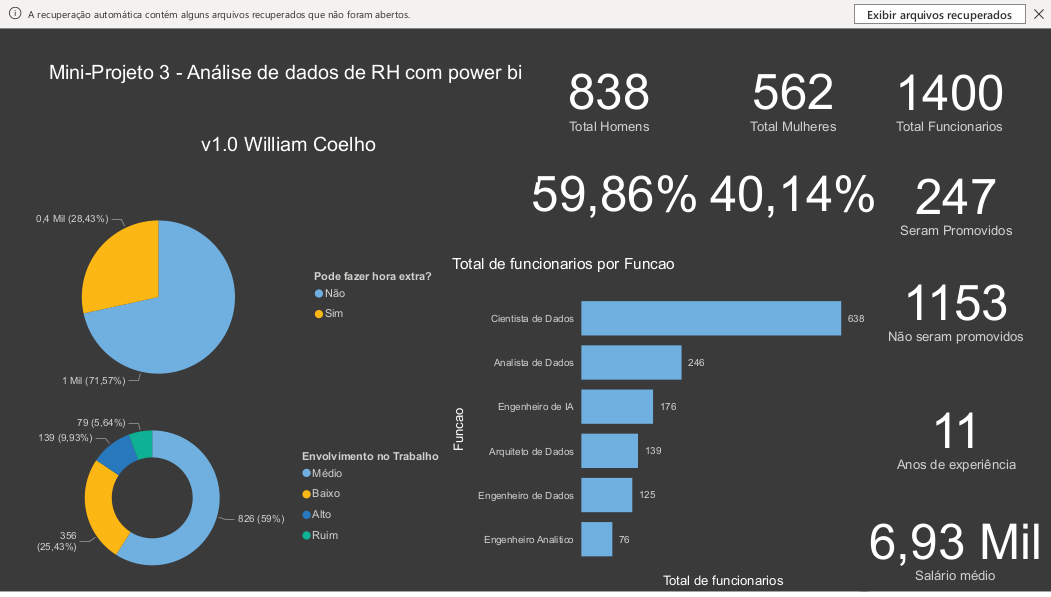 A recuperação automática contém alguns arquivos recuperados que não foram abertos.
Exibir arquivos recuperados
Mini-Projeto 3 - Análise de dados de RH com power bi
v1.0 William Coelho
838
Total Homens
562
Total Mulheres
1400
Total Funcionarios
59,86%
40,14%
247
Seram Promovidos
1153
Não seram promovidos
11
Anos de experiência
6,93 Mil
Salário médio
0,4 Mil (28,43%)
1 Mil (71,57%)
Pode fazer hora extra?
Não
Sim
79 (5,64%)
139 (9,93%)
356
(25,43%)
826 (59%)
Envolvimento no Trabalho
Médio
Baixo
Alto
Ruim
Total de funcionarios por Funcao
Funcao
Cientista de Dados
638
Analista de Dados
246
Engenheiro de IA
176
Arquiteto de Dados
139
Engenheiro de Dados
125
Engenheiro Analitico
76
Total de funcionarios